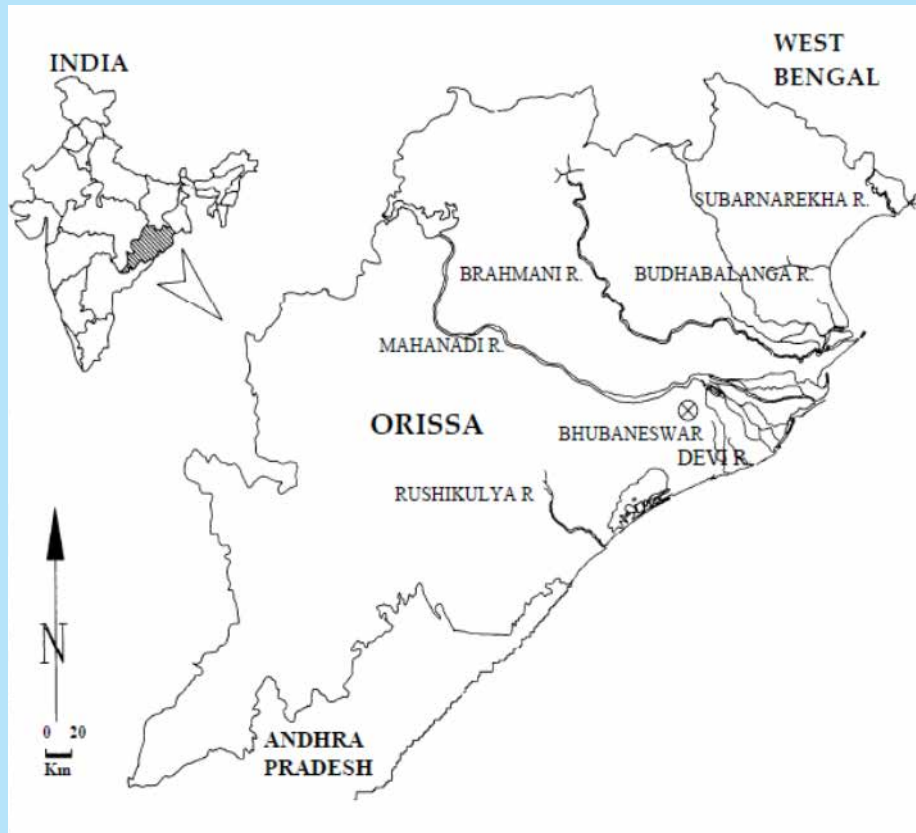 INDIA
WEST
BENGAL
SUBARNAREKHA R.
BRAHMANI R.
BUDHABALANGA R.
MAHANADI R.
ORISSA
BHUBANESWAR
DEVI R.
RUSHIKULYA R
N
0 20
Km
ANDHRA
PRADESH